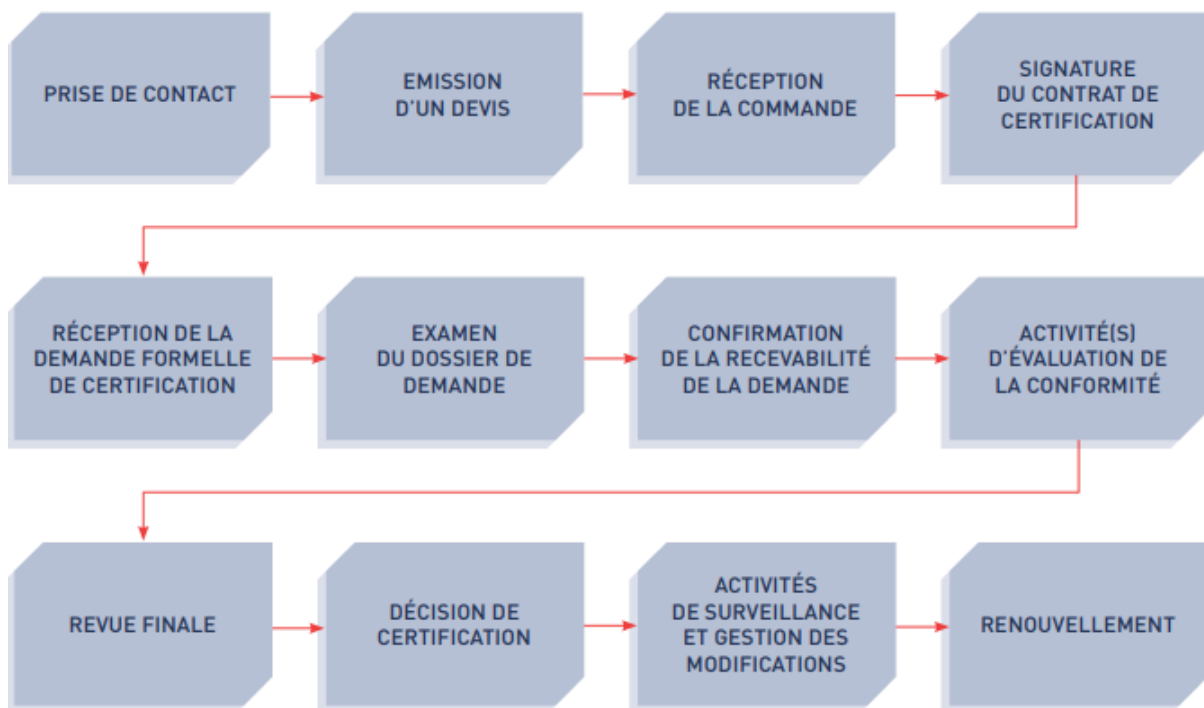 PRISE DE CONTACT
EMISSION
D'UN DEVIS
RÉCEPTION
DE LA COMMANDE
SIGNATURE
DU CONTRAT DE
CERTIFICATION
RÉCEPTION DE LA
DEMANDE FORMELLE
DE CERTIFICATION
EXAMEN
DU DOSSIER DE
DEMANDE
CONFIRMATION
DE LA RECEVABILITÉ
DE LA DEMANDE
ACTIVITÉ(S)
D'ÉVALUATION DE
LA CONFORMITÉ
REVUE FINALE
DÉCISION DE
CERTIFICATION
ACTIVITÉS
DE SURVEILLANCE
ET GESTION DES
MODIFICATIONS
RENOUVELLEMENT